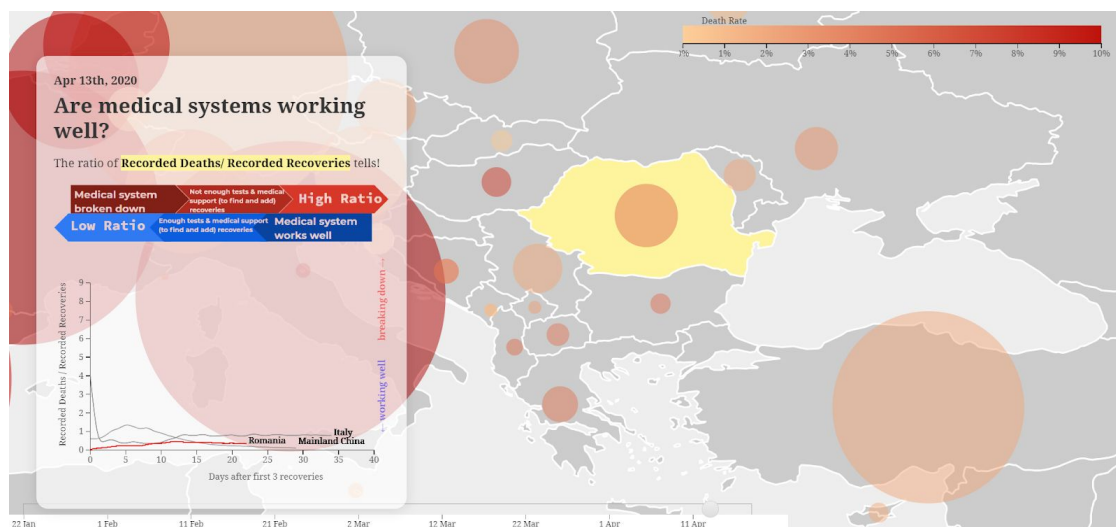 Death Rate
0% 1% 2% 3% 4% 5% 6% 7% 8% 9% 10%
Apr 13th, 2020
Are medical systems working
well?
The ratio of Recorded Deaths/ Recorded Recoveries tells!
Medical system
broken down
Not enough tests & medical
support (to find and add)
recoveries
High Ratio
Low Ratio
Enough tests & medical support
(to find and add) recoveries
Medical system
works well
Recorded Deaths / Recorded Recoveries
9
8
7
6
5
4
3
2
1
0
breaking down →
← working well
Italy
Romania
Mainland China
0 5 10 15 20 25 30 35 40
Days after first 3 recoveries
22 Jan 1 Feb 11 Feb 21 Feb 2 Mar 12 Mar 22 Mar 1 Apr 11 Apr